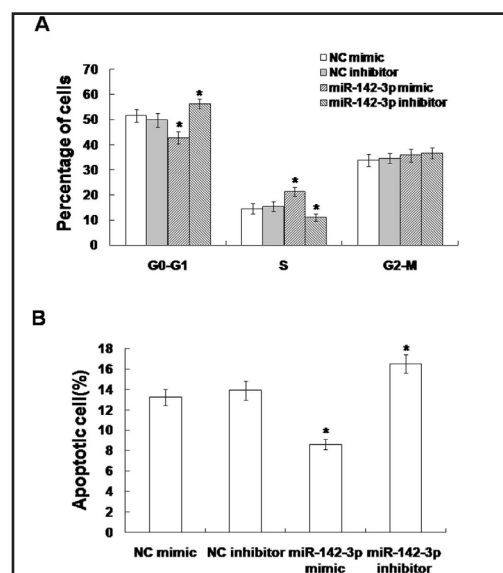 A
NC mimic
NC inhibitor
miR-142-3p mimic
miR-142-3p inhibitor
Percentage of cells
70
60
50
40
30
20
10
0
* * * *
G0-G1 S G2-M
B
Apoptotic cell(%)
18
16
14
12
10
8
6
4
2
0
* *
NC mimic NC inhibitor miR-142-3p miR-142-3p
mimic inhibitor